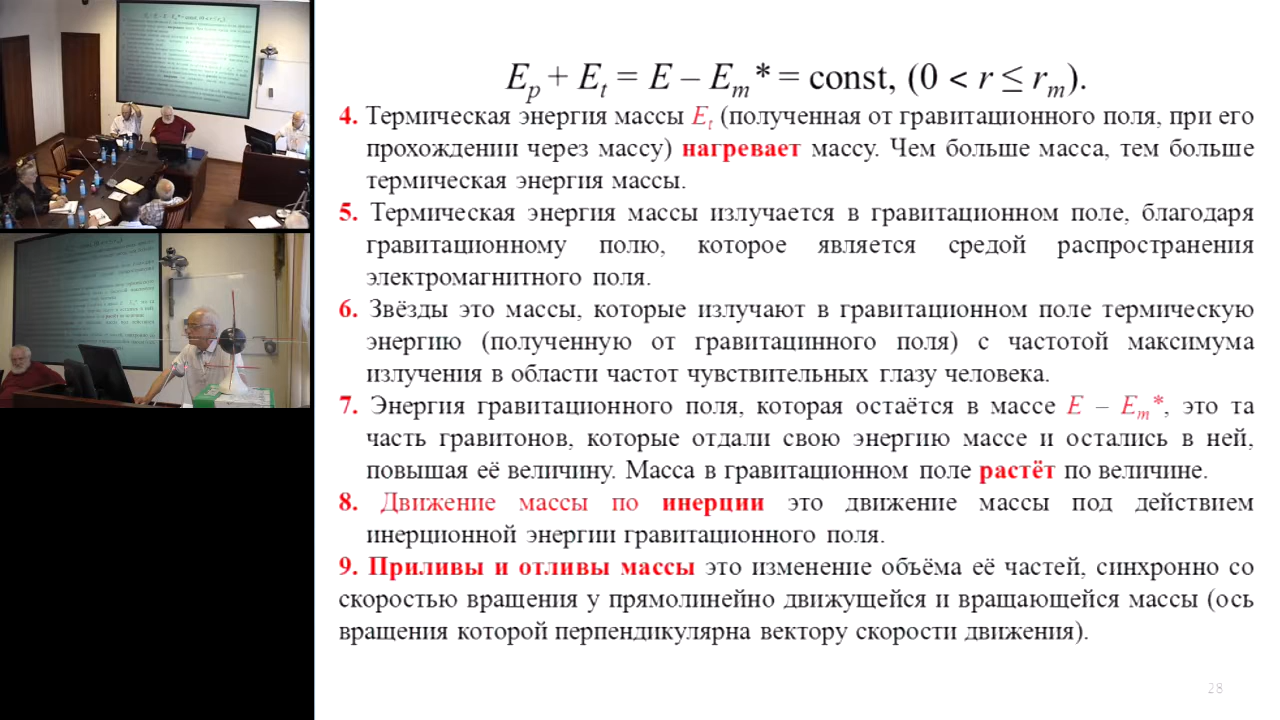 Eₚ + Eₜ = E – Eₘ* = const, (0 < r ≤ rₘ).
4. Термическая энергия массы Eₜ (полученная от гравитационного поля, при его
прохождении через массу) нагревает массу. Чем больше масса, тем больше
термическая энергия массы.
5. Термическая энергия массы излучается в гравитационном поле, благодаря
гравитационному полю, которое является средой распространения
электромагнитного поля.
6. Звёзды это массы, которые излучают в гравитационном поле термическую
энергию (полученную от гравитацинного поля) с частотой максимума
излучения в области частот чувствительных глазу человека.
7. Энергия гравитационного поля, которая остаётся в массе E – Eₘ*, это та
часть гравитонов, которые отдали свою энергию массе и остались в ней,
повышая её величину. Масса в гравитационном поле растёт по величине.
8. Движение массы по инерции это движение массы под действием
инерционной энергии гравитационного поля.
9. Приливы и отливы массы это изменение объёма её частей, синхронно со
скоростью вращения у прямолинейно движущейся и вращающейся массы (ось
вращения которой перпендикулярна вектору скорости движения).
28